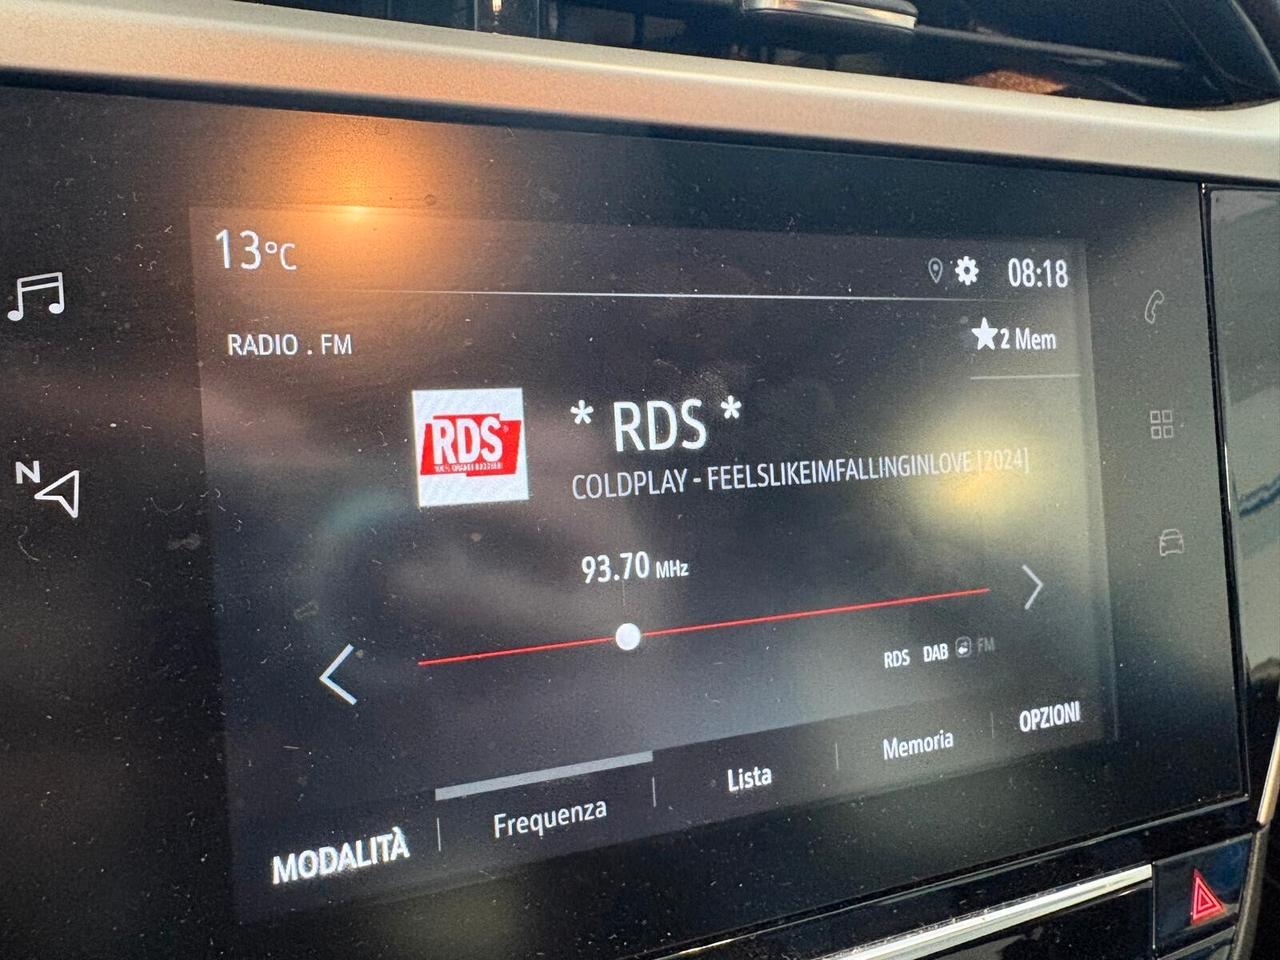 13°C
08:18
RADIO . FM
★2 Mem
RDS
* RDS *
COLDPLAY - FEELSLIKEIMFALLINGINLOVE [2024]
N
93.70 MHz
RDS DAB FM
MODALITÀ
Frequenza
Lista
Memoria
OPZIONI